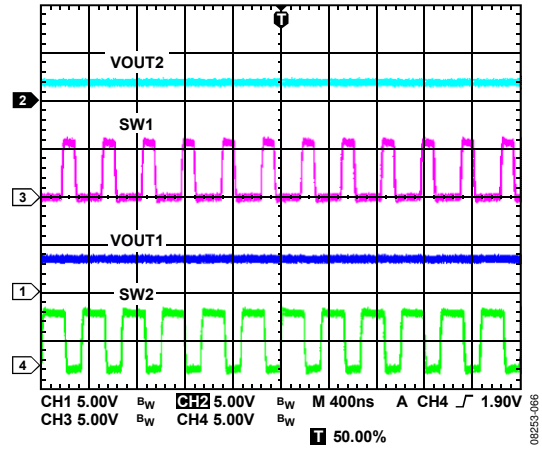 T
VOUT2
2
SW1
3
VOUT1
1
SW2
4
CH1 5.00V BW CH2 5.00V BW M 400ns A CH4 1.90V
CH3 5.00V BW CH4 5.00V BW
T 50.00%
08253-066